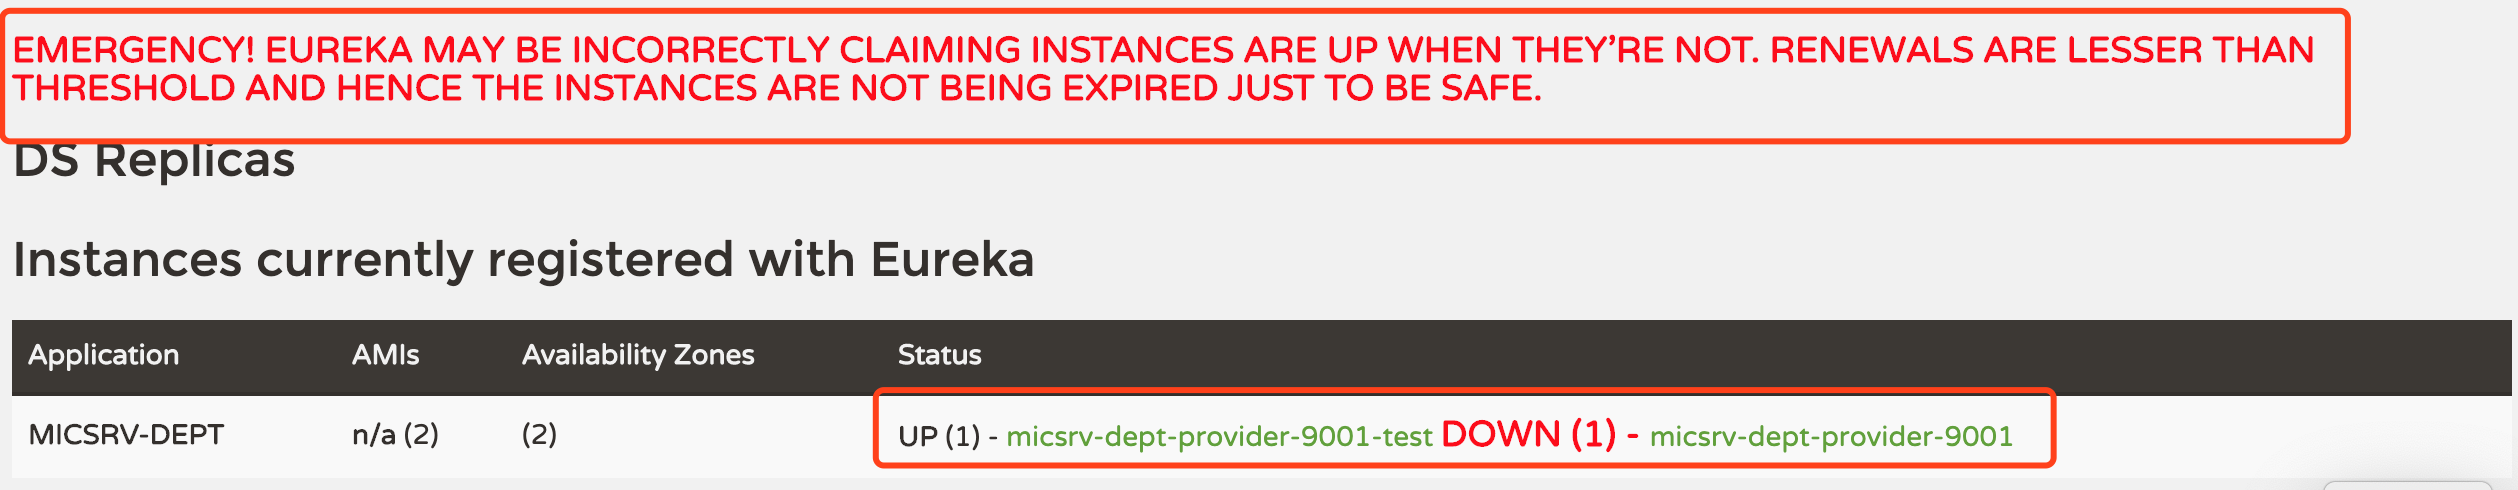 EMERGENCY! EUREKA MAY BE INCORRECTLY CLAIMING INSTANCES ARE UP WHEN THEY'RE NOT. RENEWALS ARE LESSER THAN
THRESHOLD AND HENCE THE INSTANCES ARE NOT BEING EXPIRED JUST TO BE SAFE.
DS Replicas
Instances currently registered with Eureka
Application AMIs Availability Zones Status
MICSRV-DEPT n/a (2) (2) UP (1) - micsrv-dept-provider-9001-test DOWN (1) - micsrv-dept-provider-9001